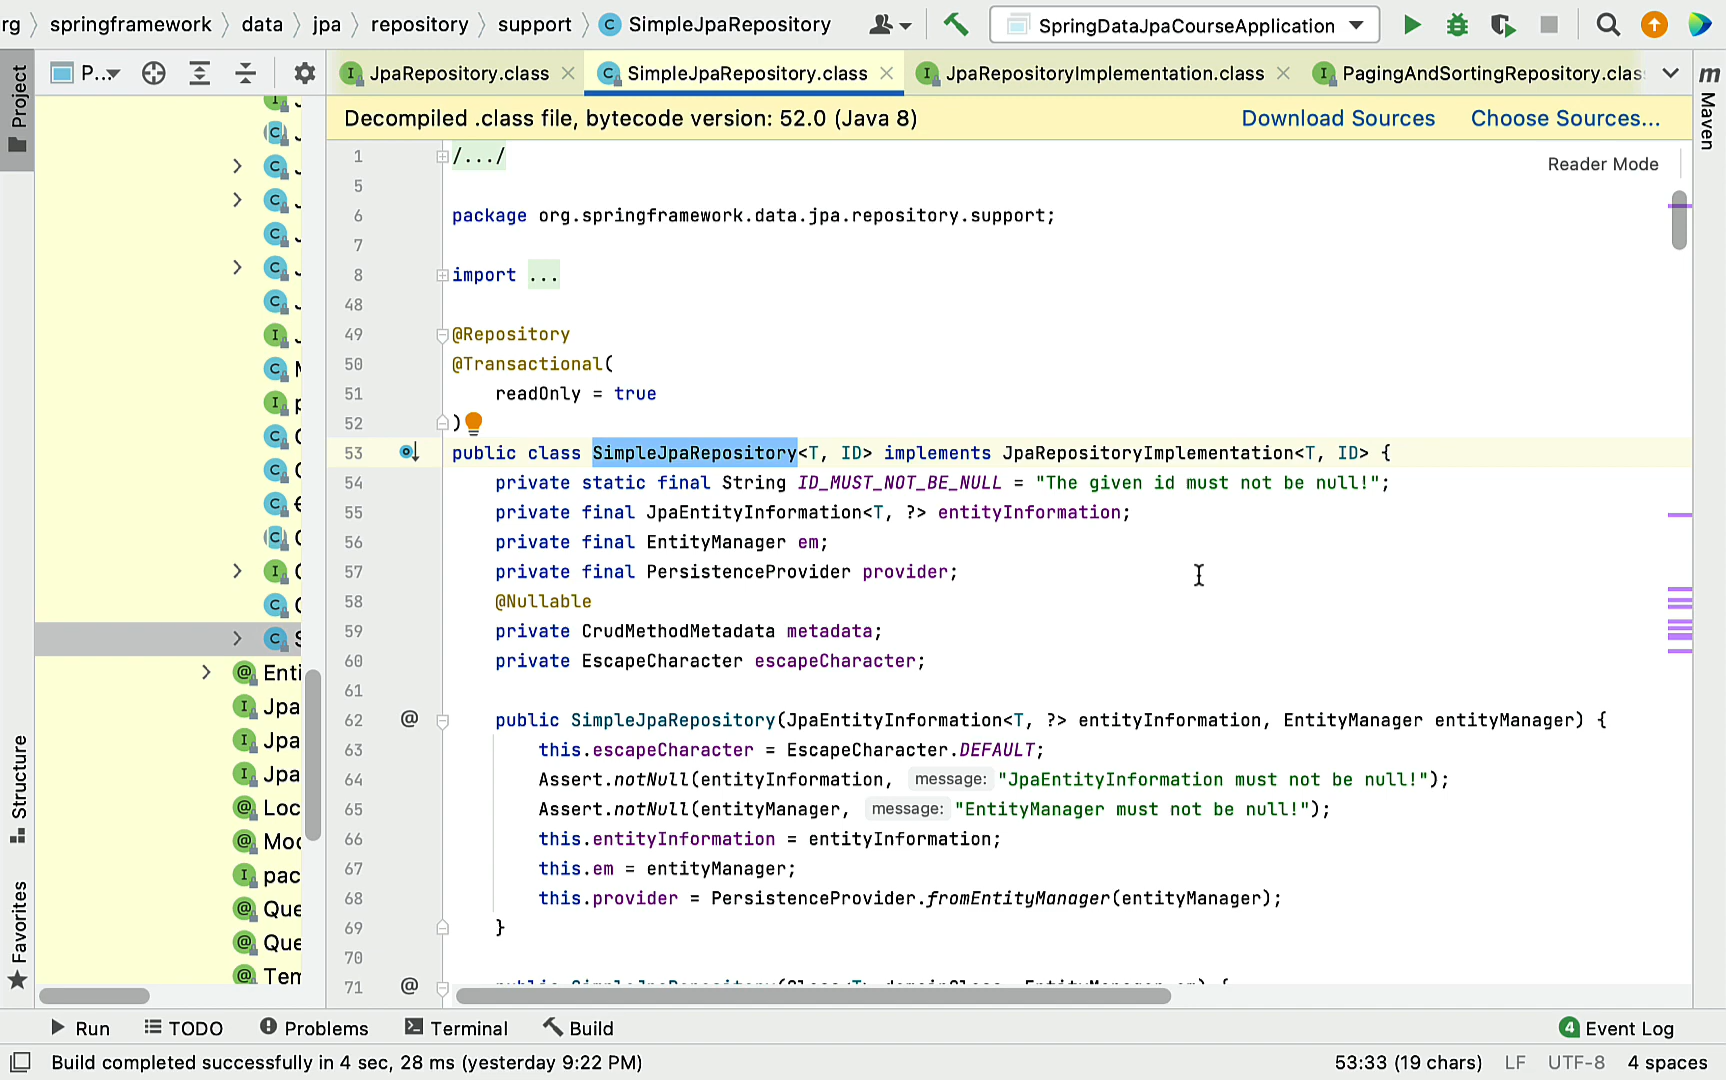 rg springframework data jpa repository support SimpleJpaRepository SpringDataJpaCourseApplication
Project P... JpaRepository.class SimpleJpaRepository.class JpaRepositoryImplementation.class PagingAndSortingRepository.clas
Maven
Decompiled .class file, bytecode version: 52.0 (Java 8) Download Sources Choose Sources...
Reader Mode
1 /.../
5
6 package org.springframework.data.jpa.repository.support;
7
8 import ...
48
49 @Repository
50 @Transactional(
51 readOnly = true
52 )
53 public class SimpleJpaRepository<T, ID> implements JpaRepositoryImplementation<T, ID> {
54 private static final String ID_MUST_NOT_BE_NULL = "The given id must not be null!";
55 private final JpaEntityInformation<T, ?> entityInformation;
56 private final EntityManager em;
57 private final PersistenceProvider provider;
58 @Nullable
59 private CrudMethodMetadata metadata;
60 private EscapeCharacter escapeCharacter;
61
62 public SimpleJpaRepository(JpaEntityInformation<T, ?> entityInformation, EntityManager entityManager) {
63 this.escapeCharacter = EscapeCharacter.DEFAULT;
64 Assert.notNull(entityInformation, message: "JpaEntityInformation must not be null!");
65 Assert.notNull(entityManager, message: "EntityManager must not be null!");
66 this.entityInformation = entityInformation;
67 this.em = entityManager;
68 this.provider = PersistenceProvider.fromEntityManager(entityManager);
69 }
70
71 public SimpleJpaRepository(Class<T> domainClass, EntityManager em) {
Enti
Jpa
Jpa
Jpa
Loc
Moc
pac
Que
Que
Tem
Structure
Favorites
Run TODO Problems Terminal Build 4 Event Log
Build completed successfully in 4 sec, 28 ms (yesterday 9:22 PM) 53:33 (19 chars) LF UTF-8 4 spaces